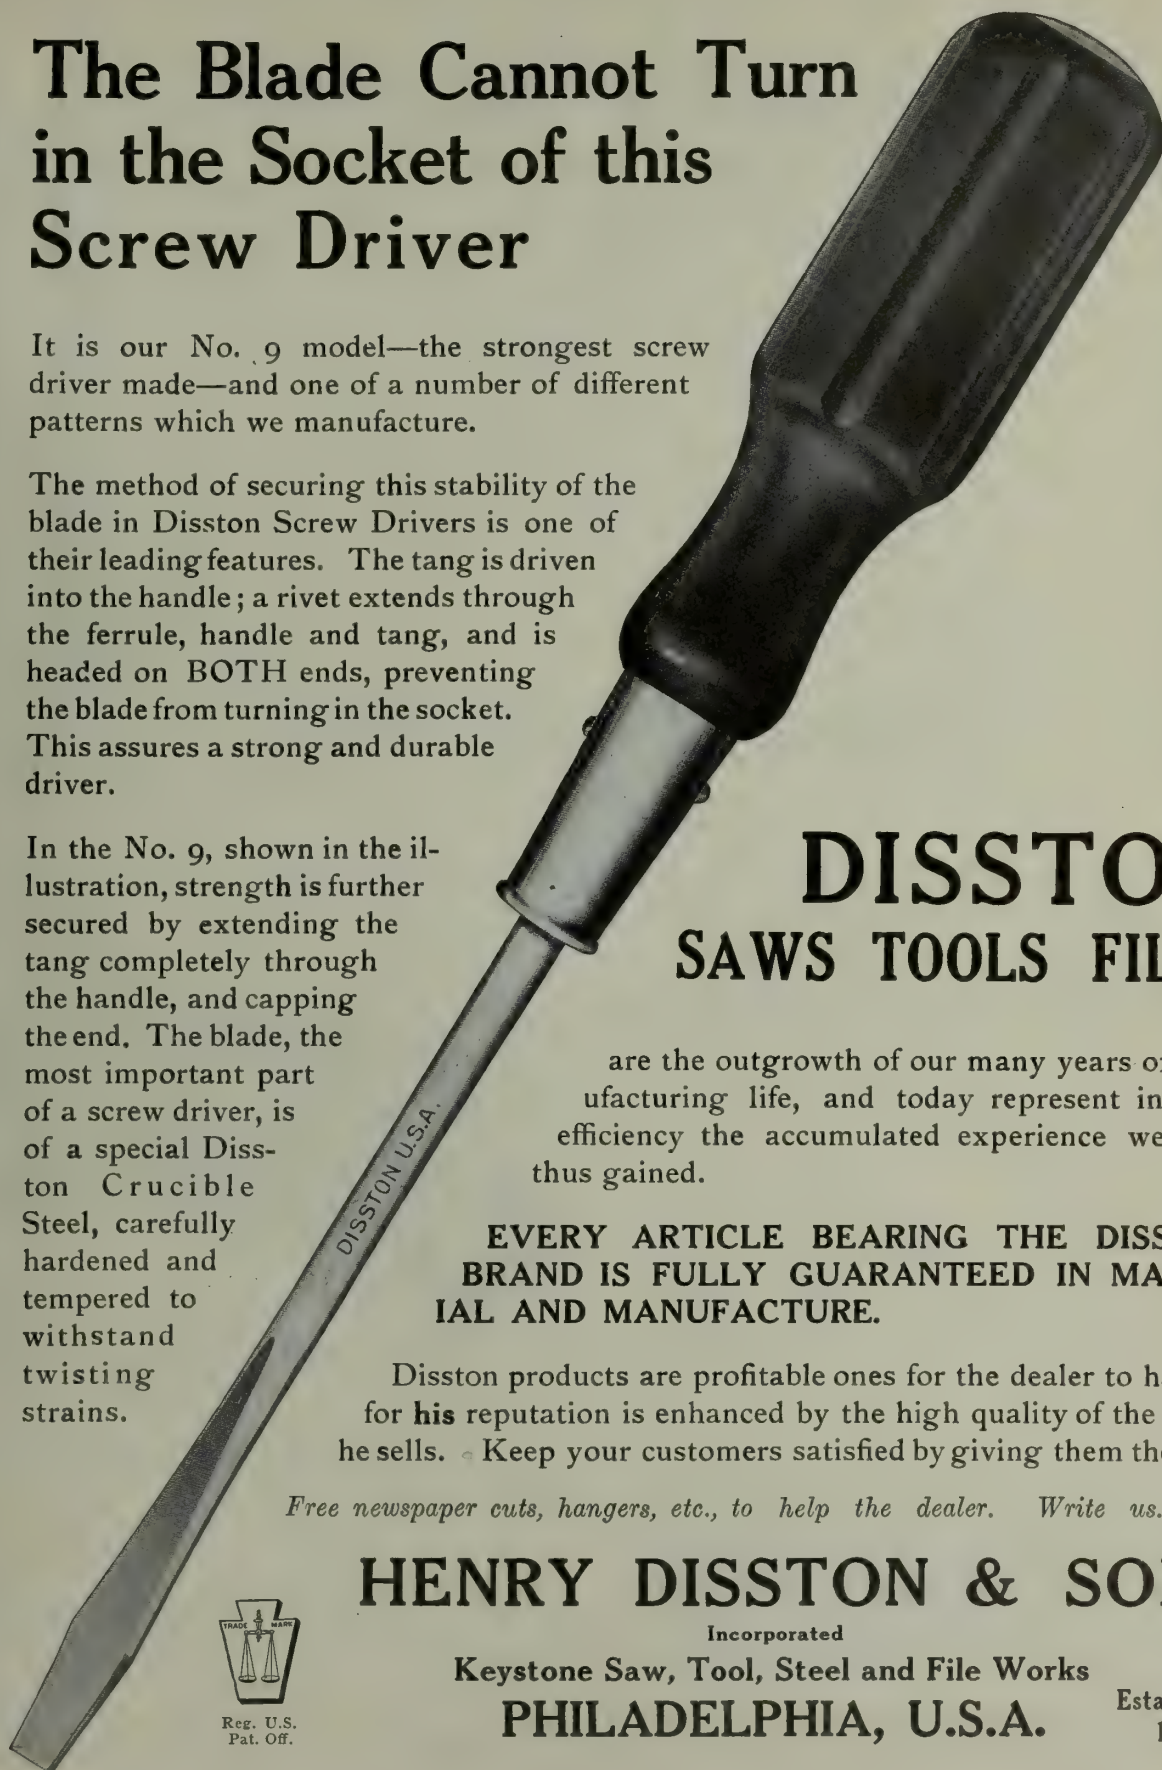 The Blade Cannot Turn
in the Socket of this
Screw Driver
It is our No. 9 model—the strongest screw
driver made—and one of a number of different
patterns which we manufacture.
The method of securing this stability of the
blade in Disston Screw Drivers is one of
their leading features. The tang is driven
into the handle; a rivet extends through
the ferrule, handle and tang, and is
headed on BOTH ends, preventing
the blade from turning in the socket.
This assures a strong and durable
driver.
In the No. 9, shown in the il-
lustration, strength is further
secured by extending the
tang completely through
the handle, and capping
the end. The blade, the
most important part
of a screw driver, is
of a special Diss-
ton Crucible
Steel, carefully
hardened and
tempered to
withstand
twisting
strains.
DISSTON U.S.A.
DISSTO
SAWS TOOLS FIL
are the outgrowth of our many years o
ufacturing life, and today represent in
efficiency the accumulated experience we
thus gained.
EVERY ARTICLE BEARING THE DISS
BRAND IS FULLY GUARANTEED IN MA
IAL AND MANUFACTURE.
Disston products are profitable ones for the dealer to h
for his reputation is enhanced by the high quality of the
he sells. Keep your customers satisfied by giving them th
Free newspaper cuts, hangers, etc., to help the dealer. Write us.
HENRY DISSTON & SO
Incorporated
Keystone Saw, Tool, Steel and File Works
PHILADELPHIA, U.S.A.
Esta
TRADE MARK
Reg. U.S.
Pat. Off.